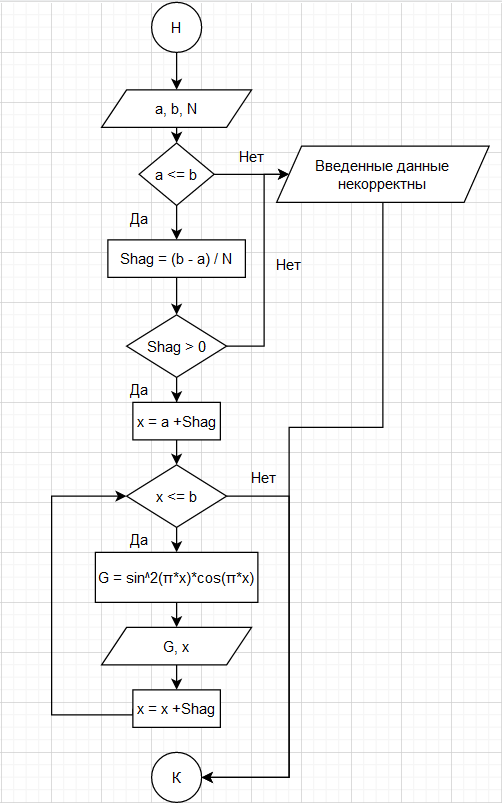 Н
a, b, N
a <= b
Нет
Введенные данные
некорректны
Да
Shag = (b - a) / N
Нет
Shag > 0
Да
x = a +Shag
x <= b
Нет
Да
G = sin^2(π*x)*cos(π*x)
G, x
x = x +Shag
К